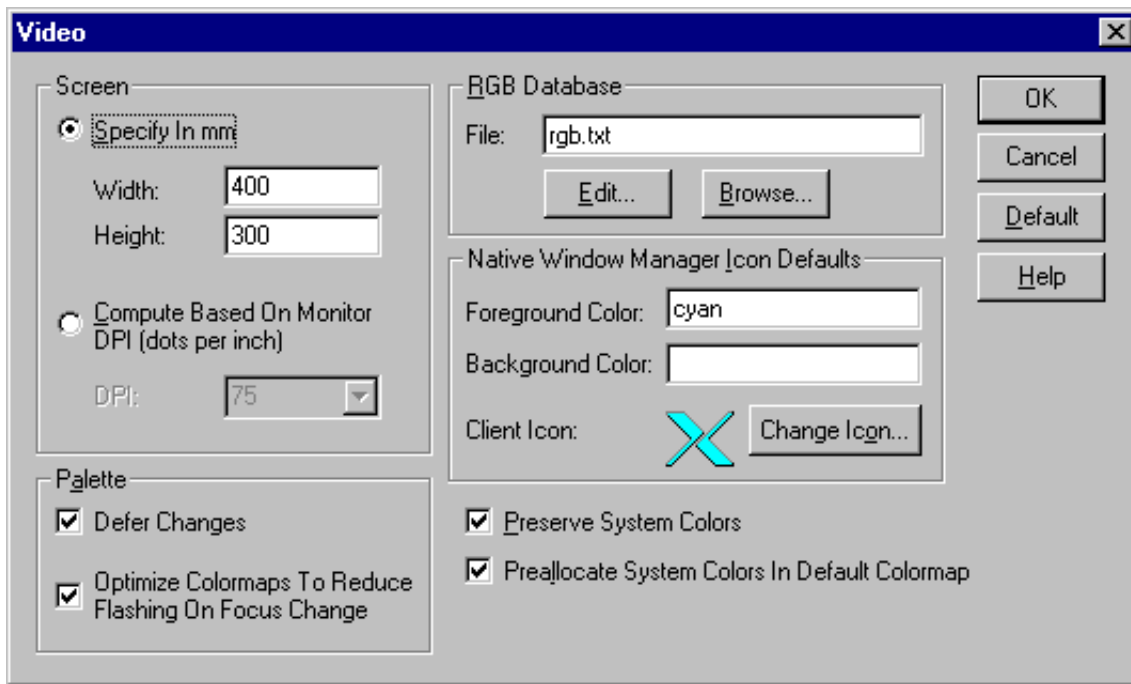 Video
Screen
Specify In mm
Width: 400
Height: 300
Compute Based On Monitor
DPI (dots per inch)
DPI: 75
Palette
Defer Changes
Optimize Colormaps To Reduce
Flashing On Focus Change
RGB Database
File: rgb.txt
Edit... Browse...
Native Window Manager Icon Defaults
Foreground Color: cyan
Background Color:
Client Icon: Change Icon...
Preserve System Colors
Preallocate System Colors In Default Colormap
OK
Cancel
Default
Help